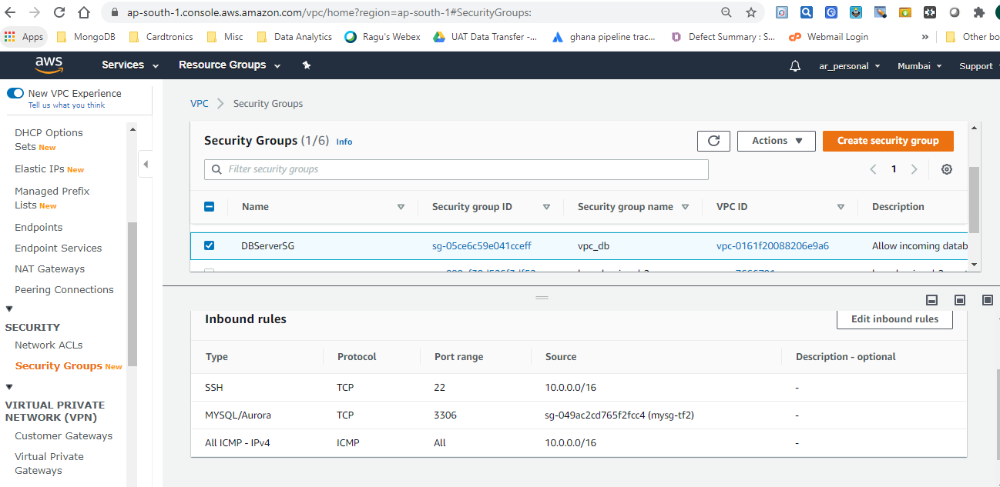 ap-south-1.console.aws.amazon.com/vpc/home?region=ap-south-1#SecurityGroups:
Apps MongoDB Cardtronics Misc Data Analytics Ragu's Webex UAT Data Transfer -... ghana pipeline trac... Defect Summary : S... cP Webmail Login » Other bo
aws Services Resource Groups ar_personal Mumbai Support
New VPC Experience
Tell us what you think
DHCP Options
Sets New
Elastic IPs New
Managed Prefix
Lists New
Endpoints
Endpoint Services
NAT Gateways
Peering Connections
SECURITY
Network ACLs
Security Groups New
VIRTUAL PRIVATE
NETWORK (VPN)
Customer Gateways
Virtual Private
Gateways
VPC Security Groups
Security Groups (1/6) Info Actions Create security group
Filter security groups 1
Name Security group ID Security group name VPC ID Description
DBServerSG sg-05ce6c59e041cceff vpc_db vpc-0161f20088206e9a6 Allow incoming datab
Inbound rules Edit inbound rules
Type Protocol Port range Source Description - optional
SSH TCP 22 10.0.0.0/16 -
MYSQL/Aurora TCP 3306 sg-049ac2cd765f2fcc4 (mysg-tf2) -
All ICMP - IPv4 ICMP All 10.0.0.0/16 -